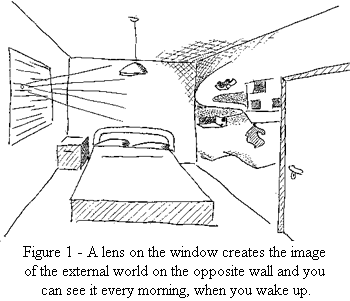 Figure 1 - A lens on the window creates the image
of the external world on the opposite wall and you
can see it every morning, when you wake up.